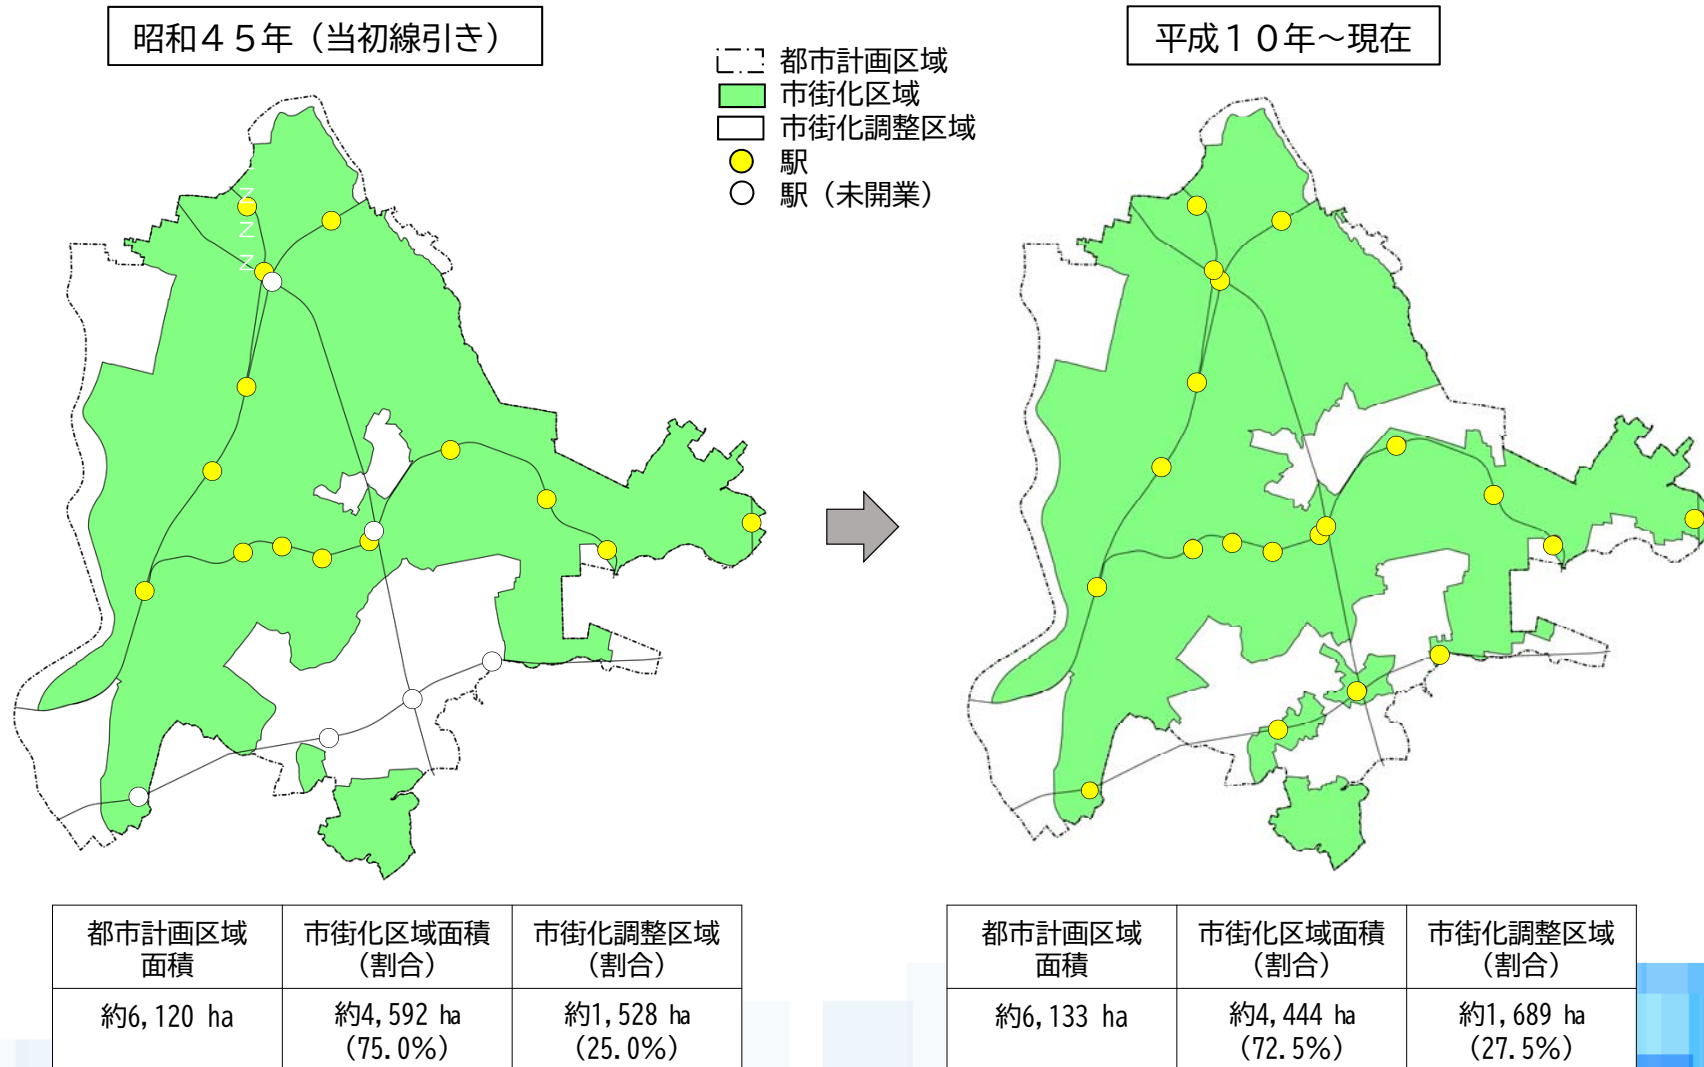 昭和４５年（当初線引き）
平成１０年～現在
都市計画区域
市街化区域
市街化調整区域
駅
駅（未開業）
N
N
N
都市計画区域
面積
市街化区域面積
（割合）
市街化調整区域
（割合）
約6,120 ha
約4,592 ha
（75.0%）
約1,528 ha
（25.0%）
都市計画区域
面積
市街化区域面積
（割合）
市街化調整区域
（割合）
約6,133 ha
約4,444 ha
（72.5%）
約1,689 ha
（27.5%）